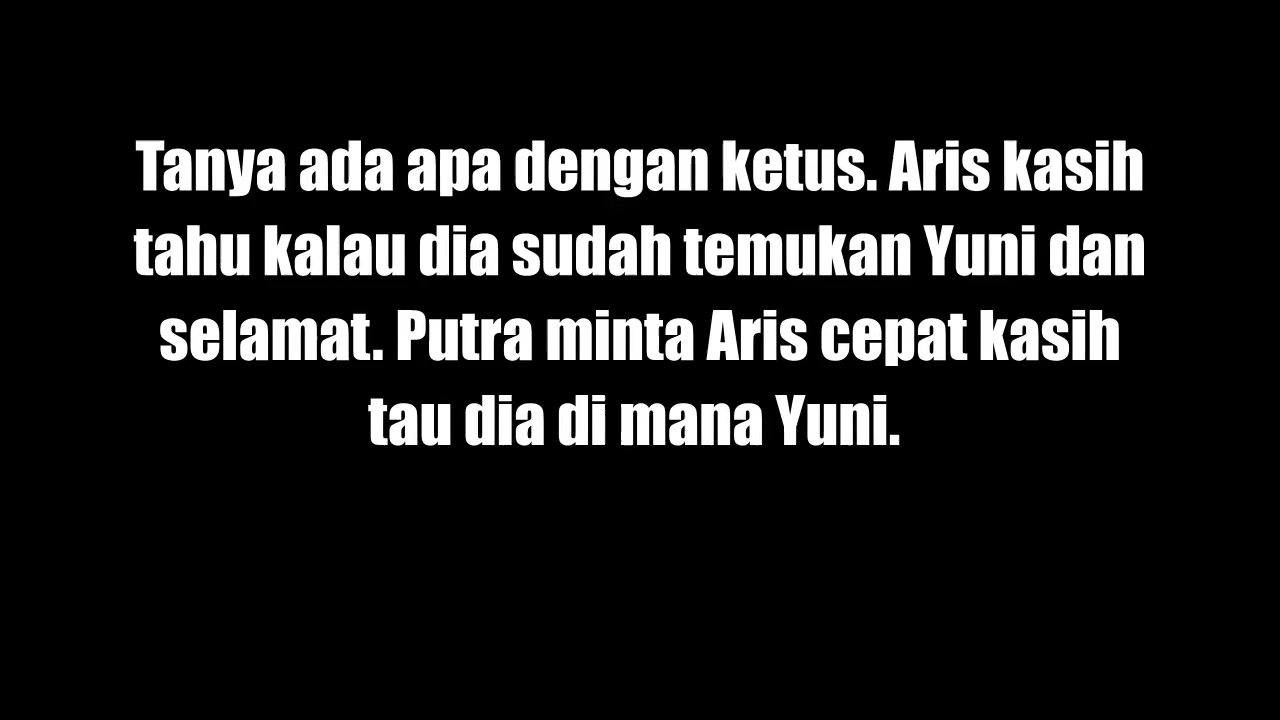 Tanya ada apa dengan ketus. Aris kasih
tahu kalau dia sudah temukan Yuni dan
selamat. Putra minta Aris cepat kasih
tau dia di mana Yuni.